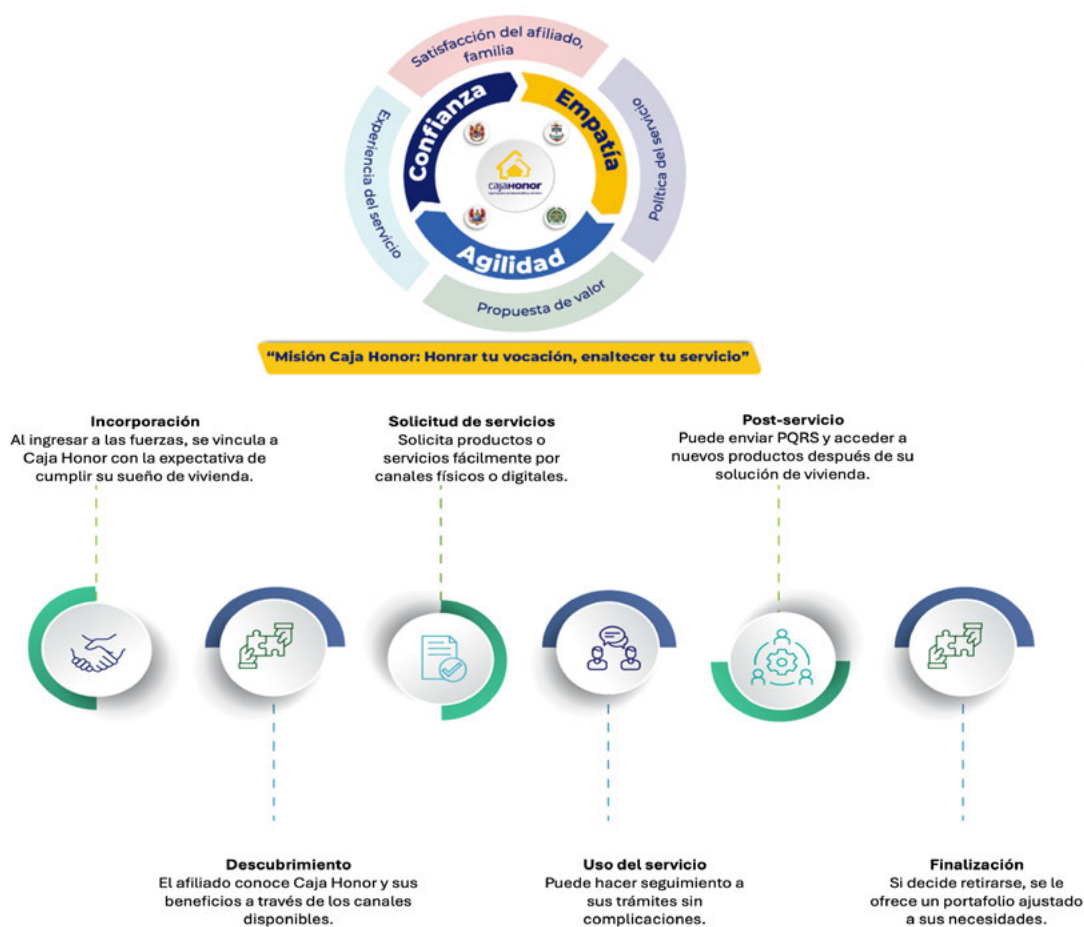 Satisfacción del afiliado,
familia
Confianza
Empatía
Experiencia del servicio
Política del servicio
cajaHONOR
Agilidad
Propuesta de valor
“Misión Caja Honor: Honrar tu vocación, enaltecer tu servicio”
Incorporación
Al ingresar a las fuerzas, se vincula a
Caja Honor con la expectativa de
cumplir su sueño de vivienda.
Solicitud de servicios
Solicita productos o
servicios fácilmente por
canales físicos o digitales.
Post-servicio
Puede enviar PQRS y acceder a
nuevos productos después de su
solución de vivienda.
Descubrimiento
El afiliado conoce Caja Honor y sus
beneficios a través de los canales
disponibles.
Uso del servicio
Puede hacer seguimiento a
sus trámites sin
complicaciones.
Finalización
Si decide retirarse, se le
ofrece un portafolio ajustado
a sus necesidades.